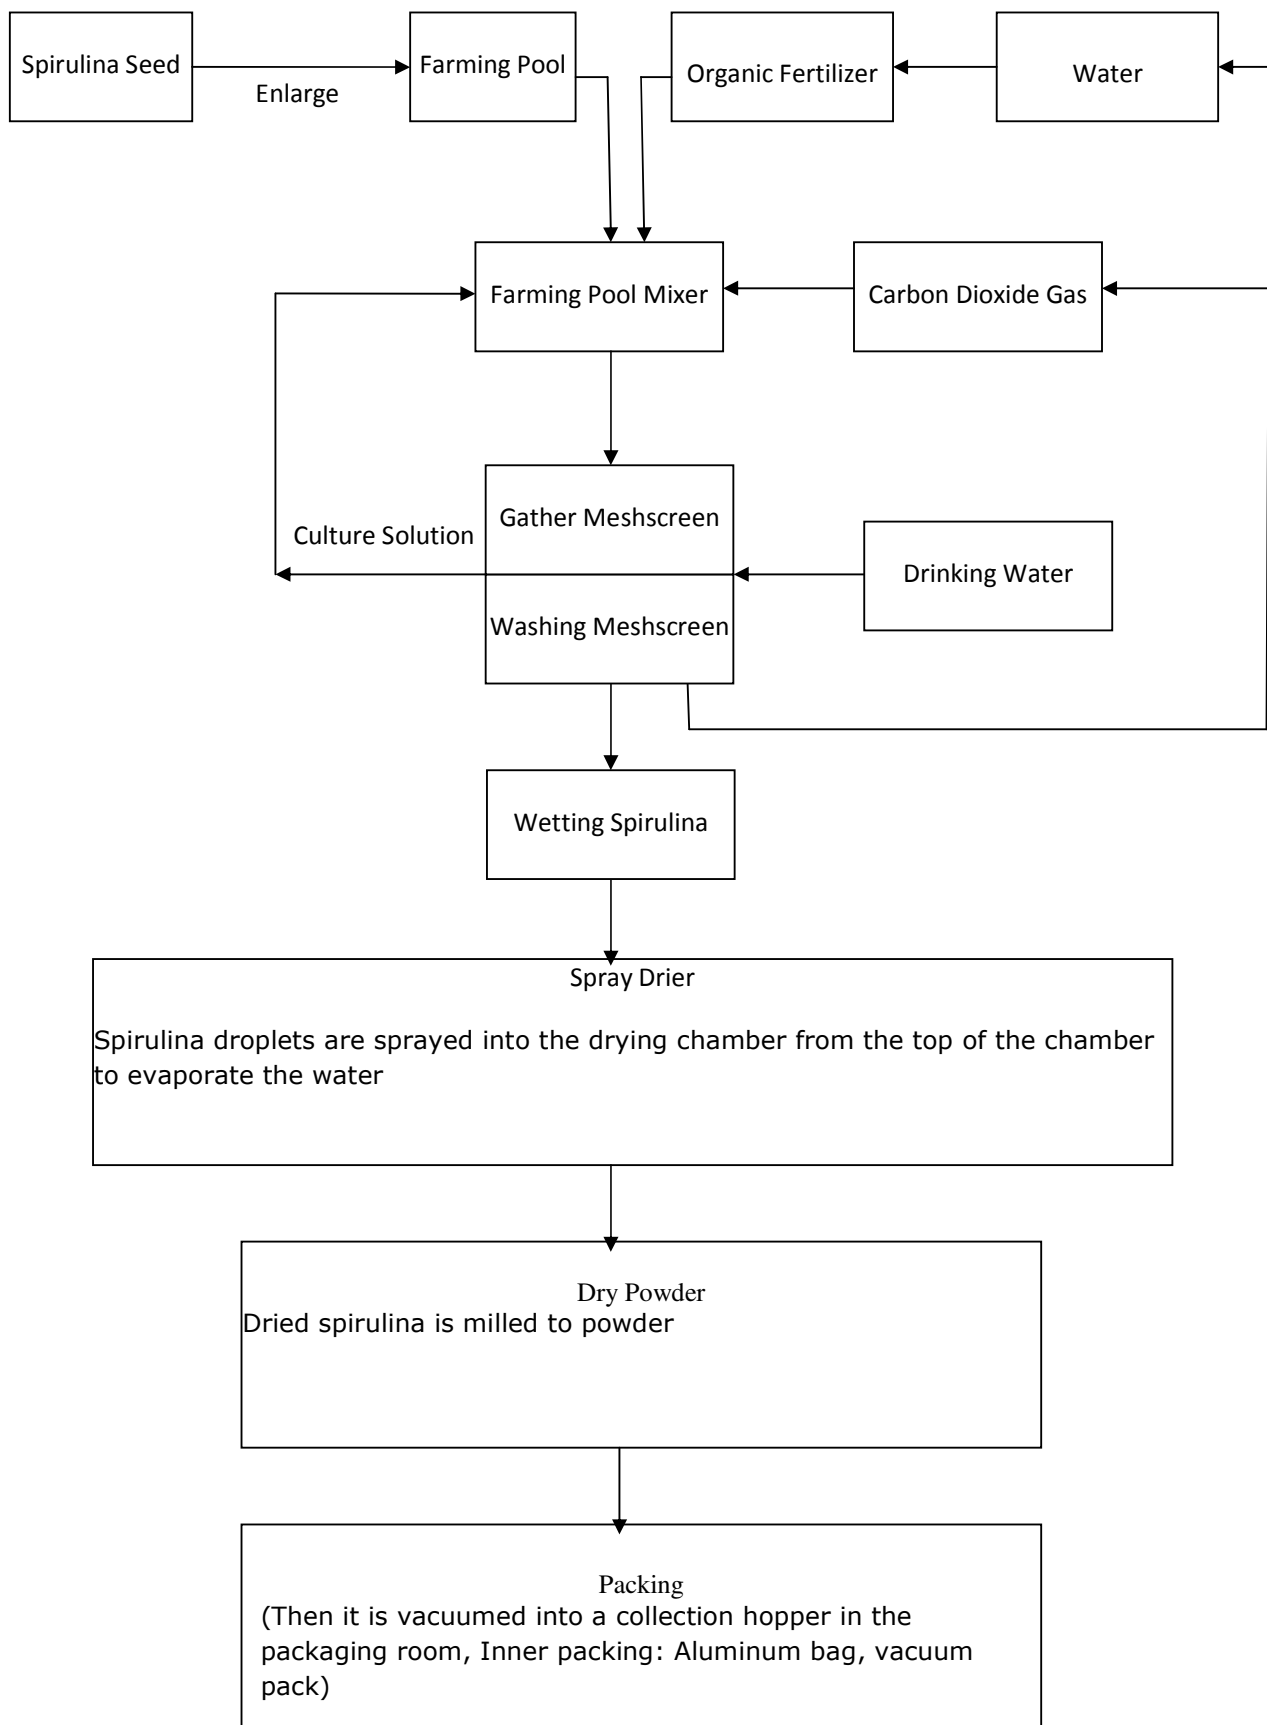 Spirulina Seed
Enlarge
Farming Pool
Organic Fertilizer
Water
Farming Pool Mixer
Carbon Dioxide Gas
Culture Solution
Gather Meshscreen
Drinking Water
Washing Meshscreen
Wetting Spirulina
Spray Drier
Spirulina droplets are sprayed into the drying chamber from the top of the chamber
to evaporate the water
Dry Powder
Dried spirulina is milled to powder
Packing
(Then it is vacuumed into a collection hopper in the
packaging room, Inner packing: Aluminum bag, vacuum
pack)